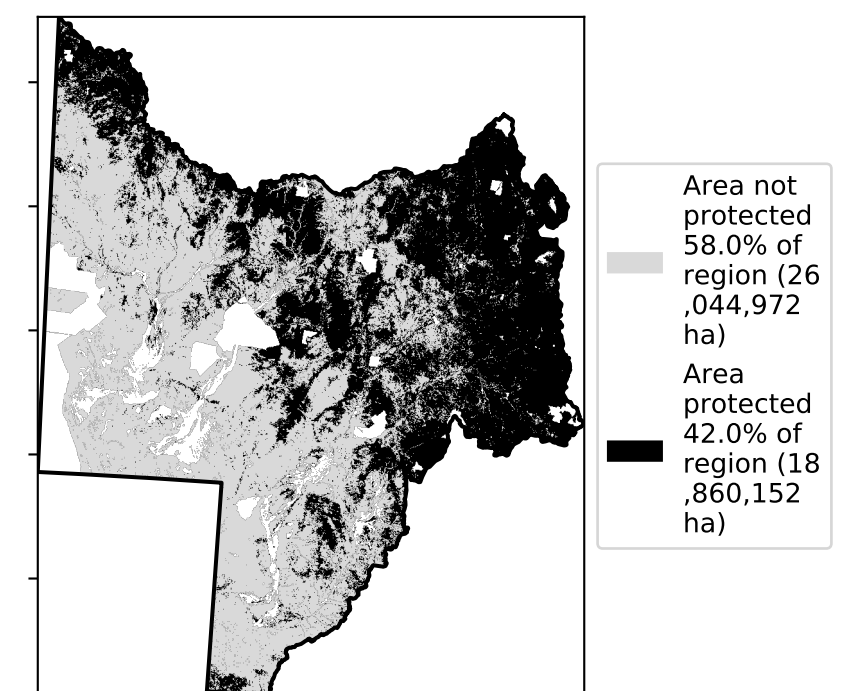 Area not
protected
58.0% of
region (26
,044,972
ha)
Area
protected
42.0% of
region (18
,860,152
ha)